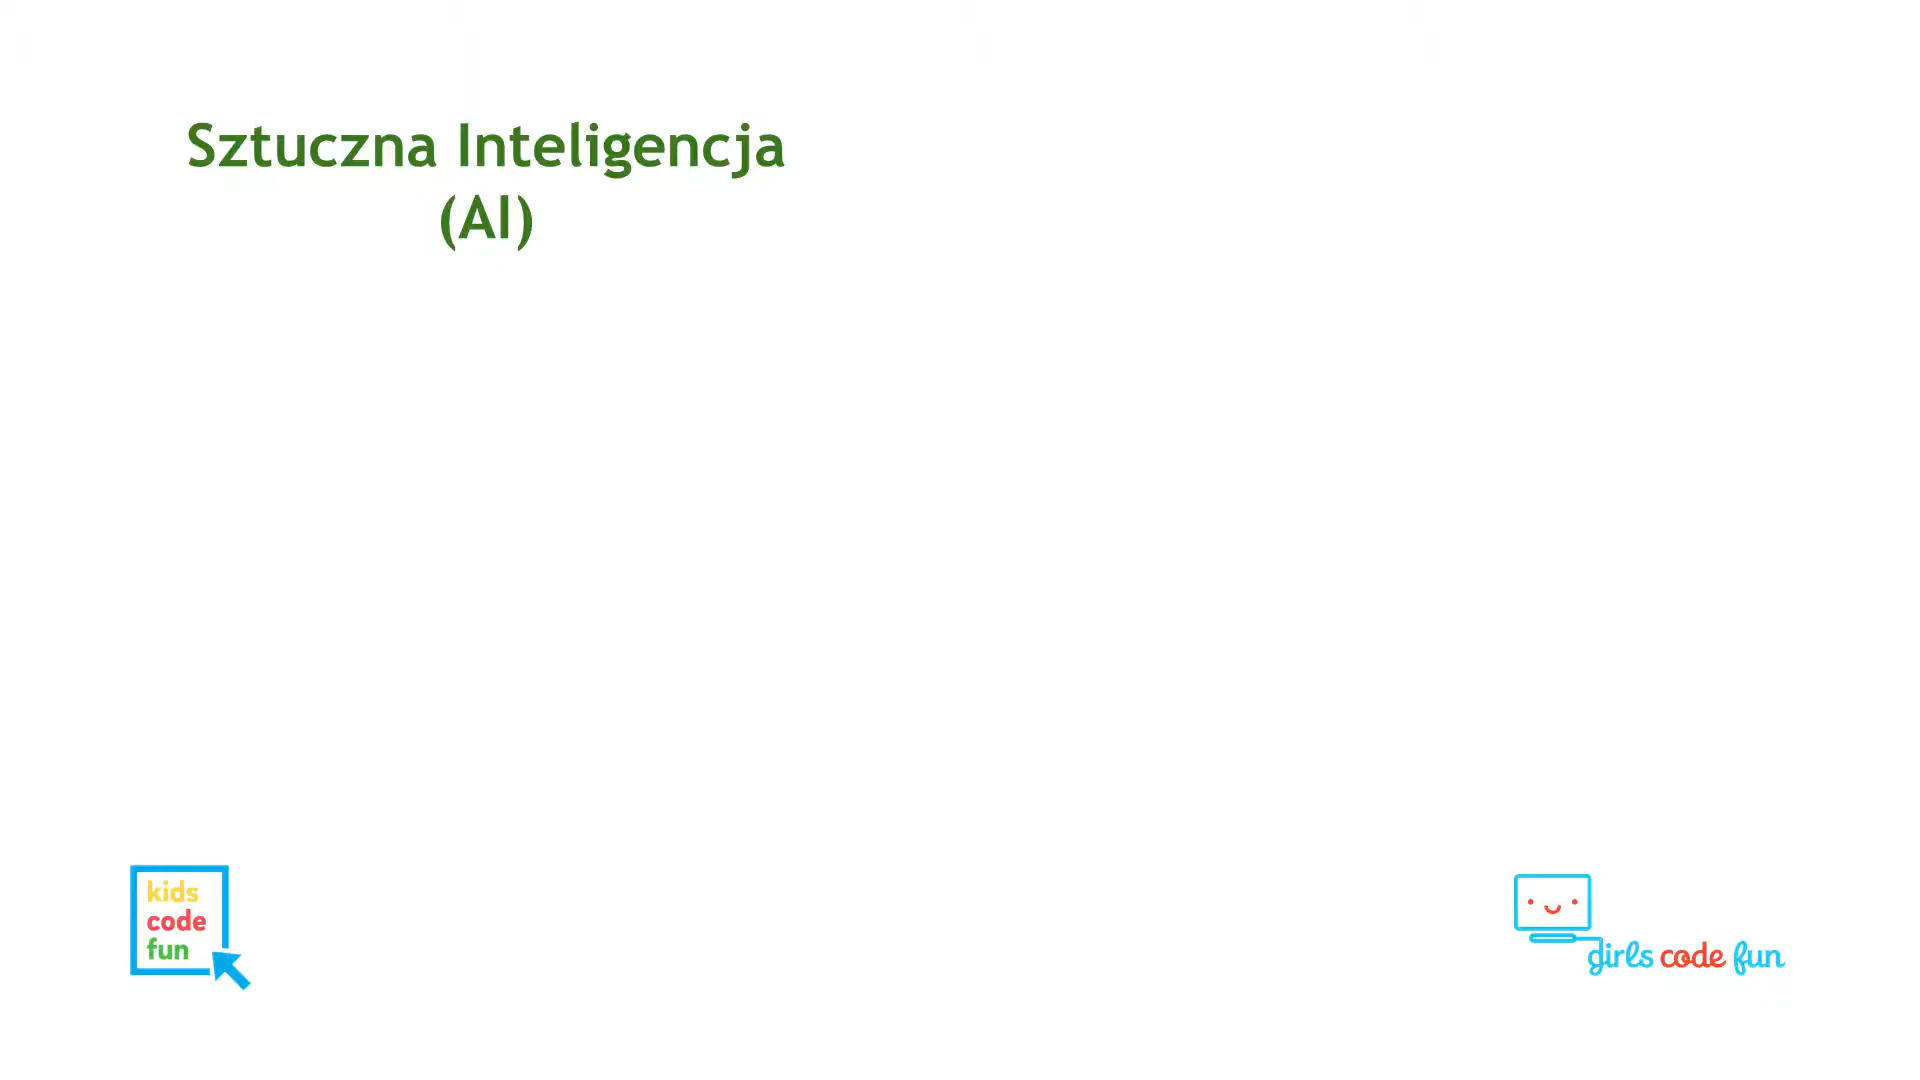 Sztuczna Inteligencja
(AI)
kids
code
fun
girls code fun